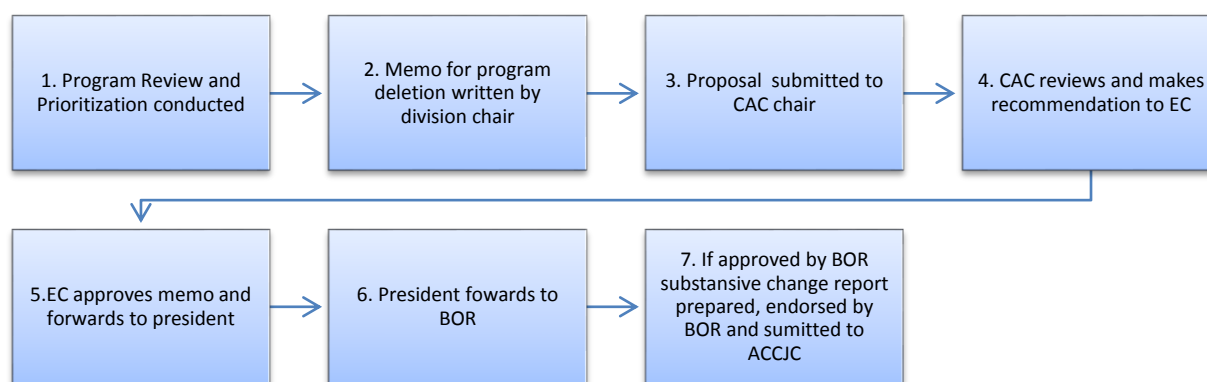 1. Program Review and
Prioritization conducted
2. Memo for program
deletion written by
division chair
3. Proposal submitted to
CAC chair
4. CAC reviews and makes
recommendation to EC
5.EC approves memo and
forwards to president
6. President fowards to
BOR
7. If approved by BOR
substansive change report
prepared, endorsed by
BOR and sumitted to
ACCJC